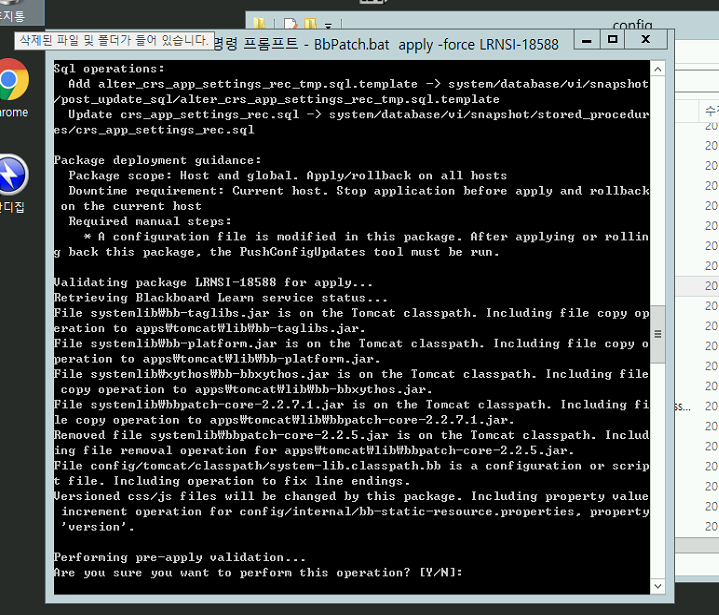 지통
삭제된 파일 및 폴더가 들어 있습니다.
config
명령 프롬프트 - BbPatch.bat  apply -force LRNSI-18588
Sql operations:
  Add alter_crs_app_settings_rec_tmp.sql.template -> system/database/vi/snapshot
/post_update_sql/alter_crs_app_settings_rec_tmp.sql.template
  Update crs_app_settings_rec.sql -> system/database/vi/snapshot/stored_procedur
es/crs_app_settings_rec.sql
Package deployment guidance:
  Package scope: Host and global. Apply/rollback on all hosts
  Downtime requirement: Current host. Stop application before apply and rollback
 on the current host
  Required manual steps:
    * A configuration file is modified in this package. After applying or rollin
g back this package, the PushConfigUpdates tool must be run.
Validating package LRNSI-18588 for apply...
Retrieving Blackboard Learn service status...
File systemlib₩bb-taglibs.jar is on the Tomcat classpath. Including file copy op
eration to apps₩tomcat₩lib₩bb-taglibs.jar.
File systemlib₩bb-platform.jar is on the Tomcat classpath. Including file copy o
peration to apps₩tomcat₩lib₩bb-platform.jar.
File systemlib₩xythos₩bb-bbxythos.jar is on the Tomcat classpath. Including file
 copy operation to apps₩tomcat₩lib₩bb-bbxythos.jar.
File systemlib₩bbpatch-core-2.2.7.1.jar is on the Tomcat classpath. Including fi
le copy operation to apps₩tomcat₩lib₩bbpatch-core-2.2.7.1.jar.
Removed file systemlib₩bbpatch-core-2.2.5.jar is on the Tomcat classpath. Includ
ing file removal operation for apps₩tomcat₩lib₩bbpatch-core-2.2.5.jar.
File config/tomcat/classpath/system-lib.classpath.bb is a configuration or scrip
t file. Including operation to fix line endings.
Versioned css/js files will be changed by this package. Including property value
 increment operation for config/internal/bb-static-resource.properties, property
 'version'.
Performing pre-apply validation...
Are you sure you want to perform this operation? [Y/N]:
rome
반디집
수정
20
20
20
20
20
20
20
20
20
20
20
20
20
20
ss...
20
20
20
20
20
20
20